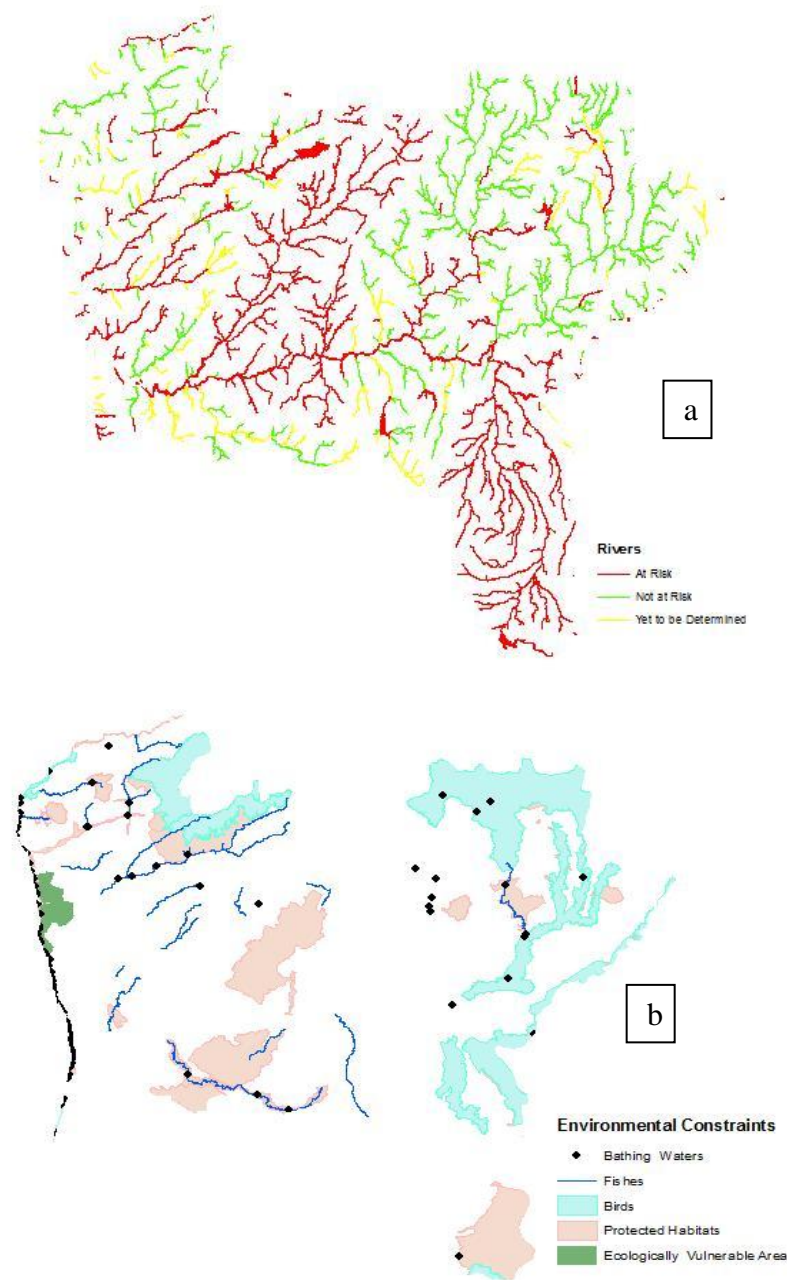 a
Rivers
At Risk
Not at Risk
Yet to be Determined
b
Environmental Constraints
Bathing Waters
Fishes
Birds
Protected Habitats
Ecologically Vulnerable Area